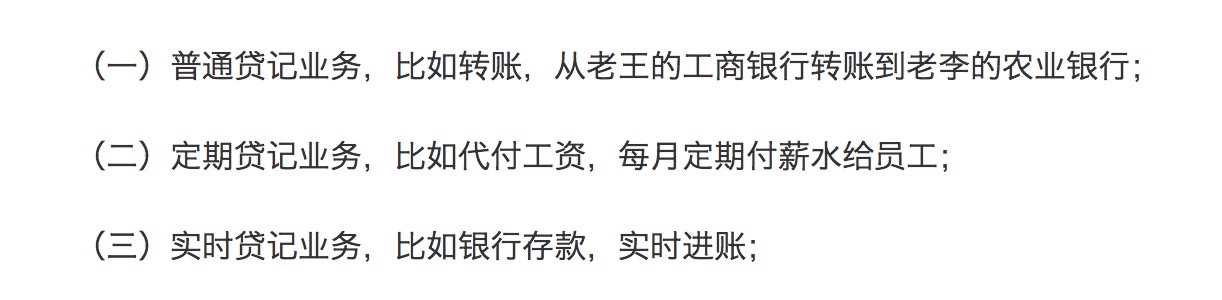 （一）普通贷记业务，比如转账，从老王的工商银行转账到老李的农业银行；
（二）定期贷记业务，比如代付工资，每月定期付薪水给员工；
（三）实时贷记业务，比如银行存款，实时进账；